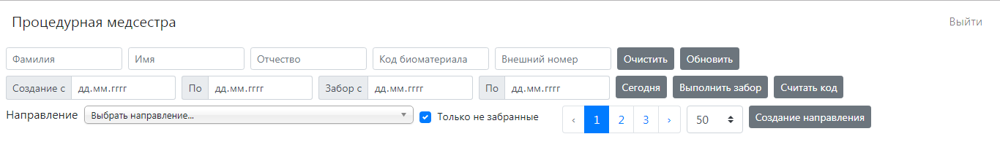 Процедурная медсестра Выйти
Фамилия Имя Отчество Код биоматериала Внешний номер Очистить Обновить
Создание с дд.мм.гггг По дд.мм.гггг Забор с дд.мм.гггг По дд.мм.гггг Сегодня Выполнить забор Считать код
Направление Выбрать направление... Только не забранные ‹ 1 2 3 › 50 Создание направления